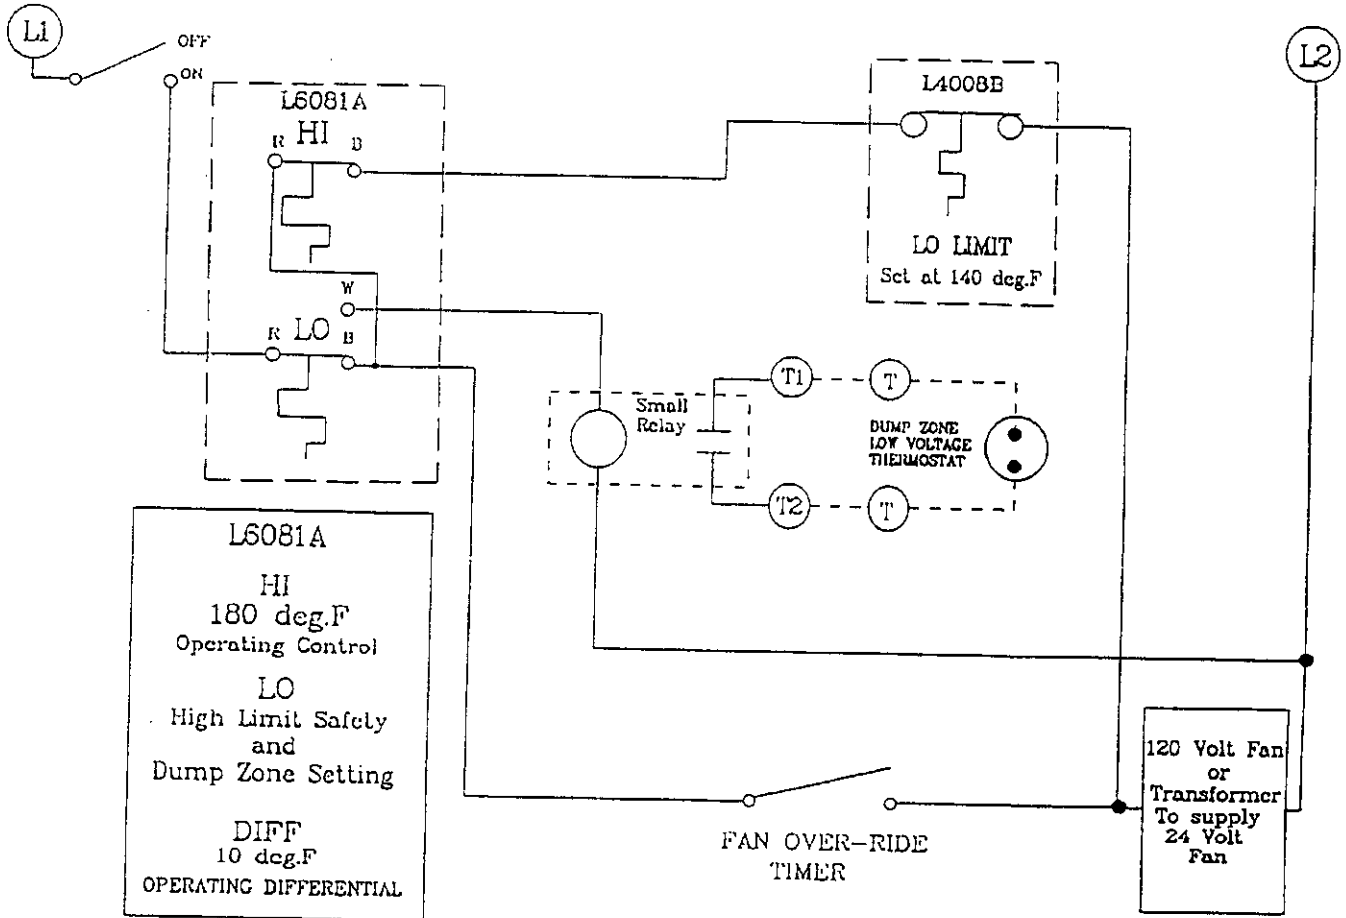 L1
OFF
ON
L2
L6081A
HI
R
B
L4008B
LO LIMIT
Set at 140 deg.F
W
R
LO
B
Small
Relay
T1
T
DUMP ZONE
LOW VOLTAGE
THERMOSTAT
T2
T
L6081A
HI
180 deg.F
Operating Control
LO
High Limit Safety
and
Dump Zone Setting
DIFF
10 deg.F
OPERATING DIFFERENTIAL
FAN OVER-RIDE
TIMER
120 Volt Fan
or
Transformer
To supply
24 Volt
Fan